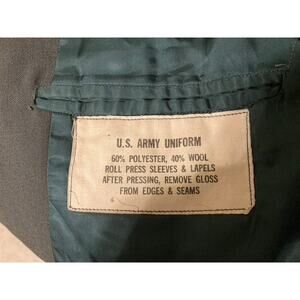 U.S. ARMY UNIFORM
60% POLYESTER, 40% WOOL
ROLL PRESS SLEEVES & LAPELS
AFTER PRESSING, REMOVE GLOSS
FROM EDGES & SEAMS